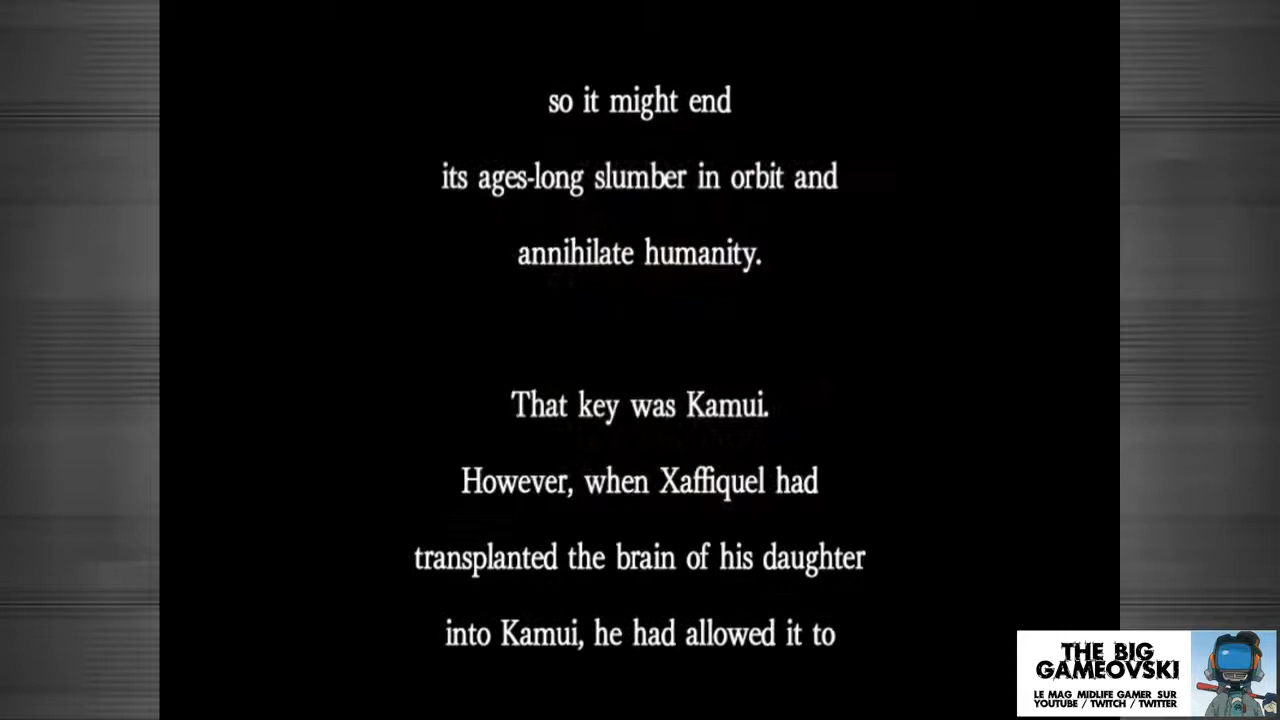 so it might end
its ages-long slumber in orbit and
annihilate humanity.
That key was Kamui.
However, when Xaffiquel had
transplanted the brain of his daughter
into Kamui, he had allowed it to
THE BIG
GAMEOVSKI
LE MAG MIDLIFE GAMER SUR
YOUTUBE / TWITCH / TWITTER